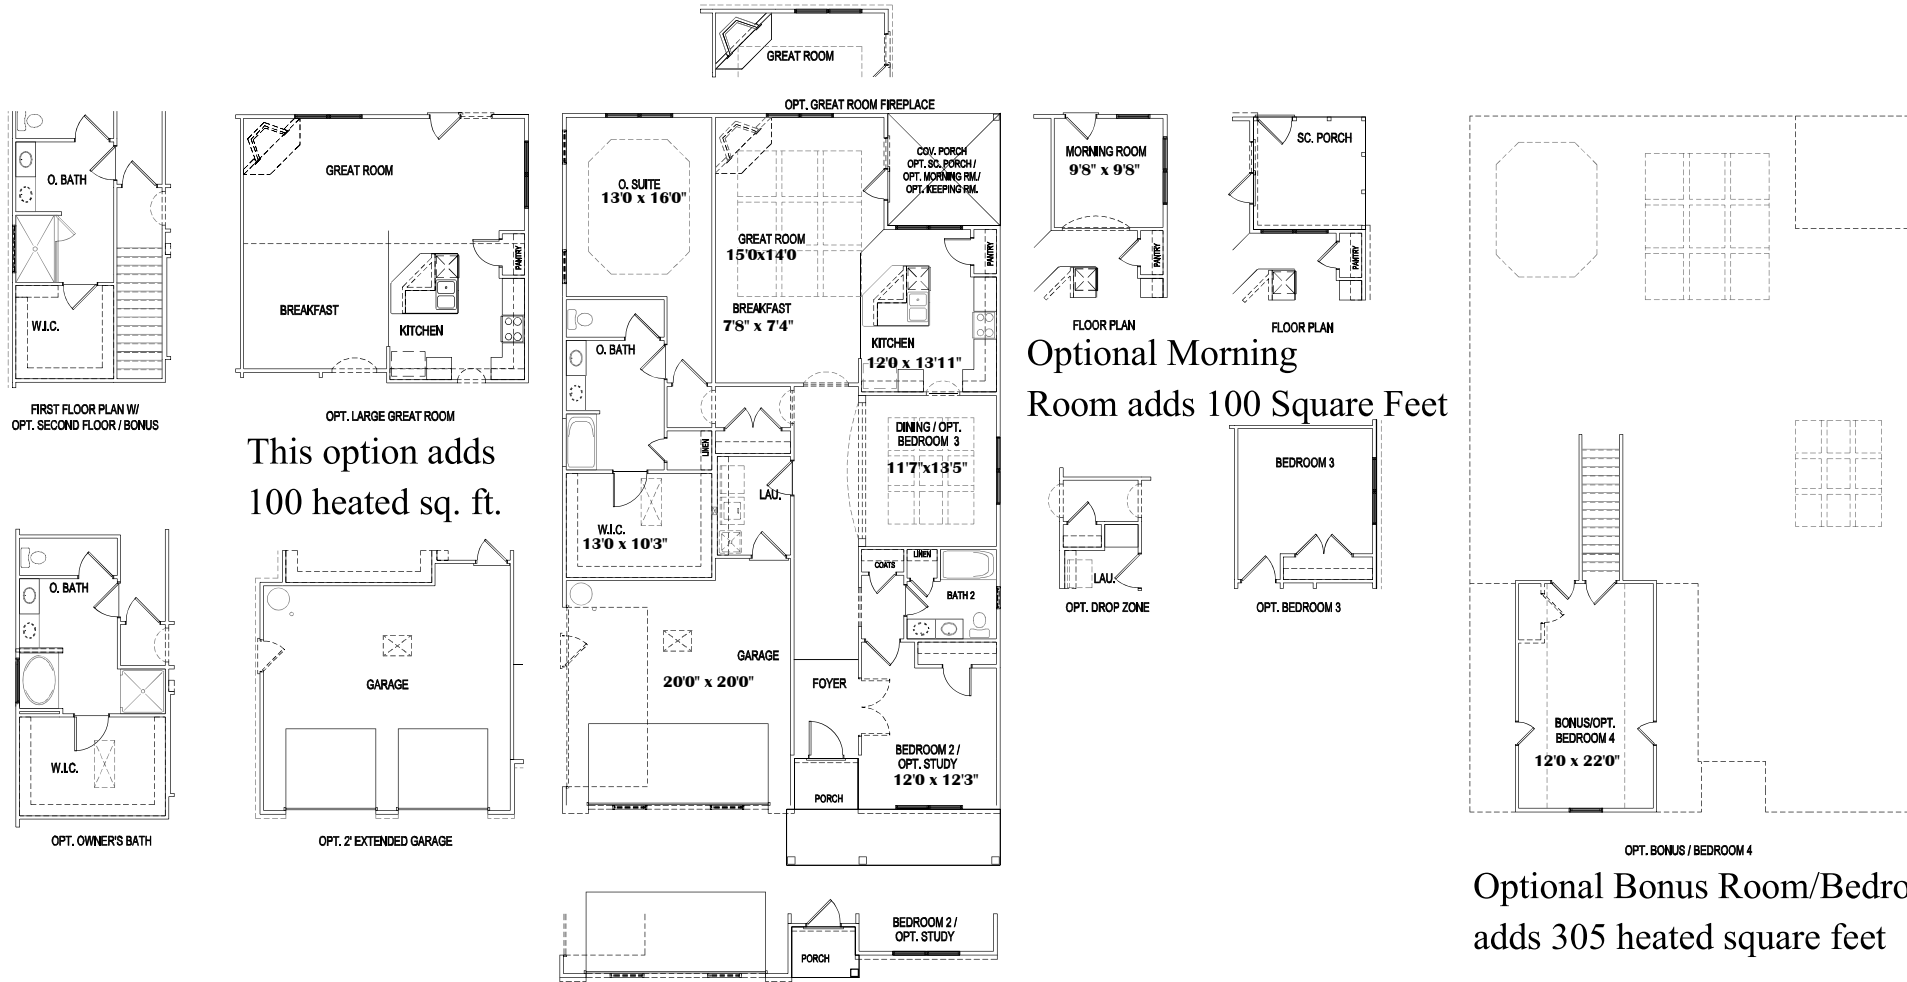 GREAT ROOM
OPT. GREAT ROOM FIREPLACE
O. BATH
W.I.C.
FIRST FLOOR PLAN W/
OPT. SECOND FLOOR / BONUS
GREAT ROOM
PANTRY
BREAKFAST
KITCHEN
OPT. LARGE GREAT ROOM
This option adds
100 heated sq. ft.
O. SUITE
13'0 x 16'0"
COV. PORCH
OPT. SC. PORCH /
OPT. MORNING RM./
OPT. KEEPING RM.
GREAT ROOM
15'0x14'0
PANTRY
BREAKFAST
7'8" x 7'4"
KITCHEN
12'0 x 13'11"
O. BATH
LINEN
DINING / OPT.
BEDROOM 3
11'7"x13'5"
LAU.
W.I.C.
13'0 x 10'3"
COATS
LINEN
BATH 2
GARAGE
20'0" x 20'0"
FOYER
BEDROOM 2 /
OPT. STUDY
12'0 x 12'3"
PORCH
MORNING ROOM
9'8" x 9'8"
PANTRY
FLOOR PLAN
SC. PORCH
PANTRY
FLOOR PLAN
Optional Morning
Room adds 100 Square Feet
LAU.
OPT. DROP ZONE
BEDROOM 3
OPT. BEDROOM 3
O. BATH
W.I.C.
OPT. OWNER'S BATH
GARAGE
OPT. 2' EXTENDED GARAGE
BEDROOM 2 /
OPT. STUDY
PORCH
BONUS/OPT.
BEDROOM 4
12'0 x 22'0"
OPT. BONUS / BEDROOM 4
Optional Bonus Room/Bedro
adds 305 heated square feet